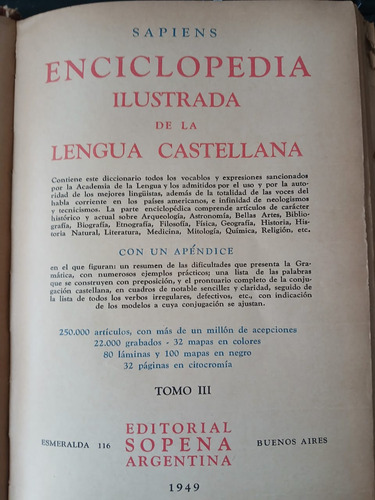 SAPIENS
ENCICLOPEDIA
ILUSTRADA
DE LA
LENGUA CASTELLANA
Contiene este diccionario todos los vocablos y expresiones sancionados
por la Academia de la Lengua y los admitidos por el uso y por la auto-
ridad de los mejores lingüistas, además de la totalidad de las voces del
habla corriente en los países americanos, e infinidad de neologismos
y tecnicismos. La parte enciclopédica comprende artículos de carácter
histórico y actual sobre Arqueología, Astronomía, Bellas Artes, Biblio-
grafía, Biografía, Etnografía, Filosofía, Física, Geografía, Historia, His-
toria Natural, Literatura, Medicina, Mitología, Química, Religión, etc.
CON UN APÉNDICE
en el que figuran: un resumen de las dificultades que presenta la Gra-
mática, con numerosos ejemplos prácticos; una lista de las palabras
que se construyen con preposición, y el prontuario completo de la conju-
gación castellana, en cuadros de notable sencillez y claridad, seguido de
la lista de todos los verbos irregulares, defectivos, etc., con indicación
de los modelos a cuya conjugación se ajustan.
250.000 artículos, con más de un millón de acepciones
22.000 grabados - 32 mapas en colores
80 láminas y 100 mapas en negro
32 páginas en citocromía
TOMO III
EDITORIAL
ESMERALDA 116 SOPENA BUENOS AIRES
ARGENTINA
1949